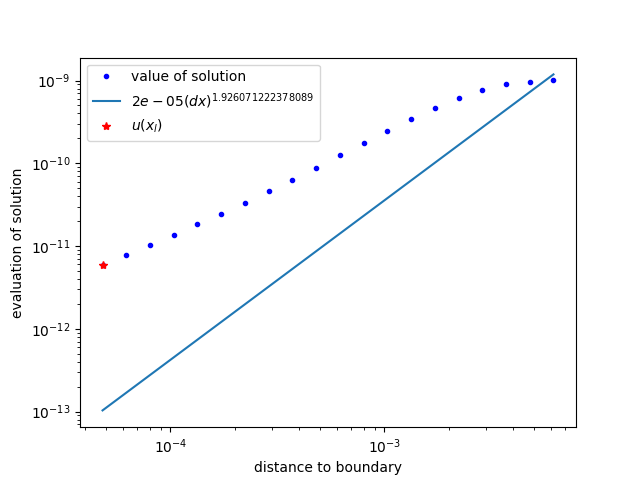 value of solution
2e − 05(dx)^1.926071222378089
u(x_l)
10^−9
10^−10
10^−11
10^−12
10^−13
evaluation of solution
10^−4
10^−3
distance to boundary